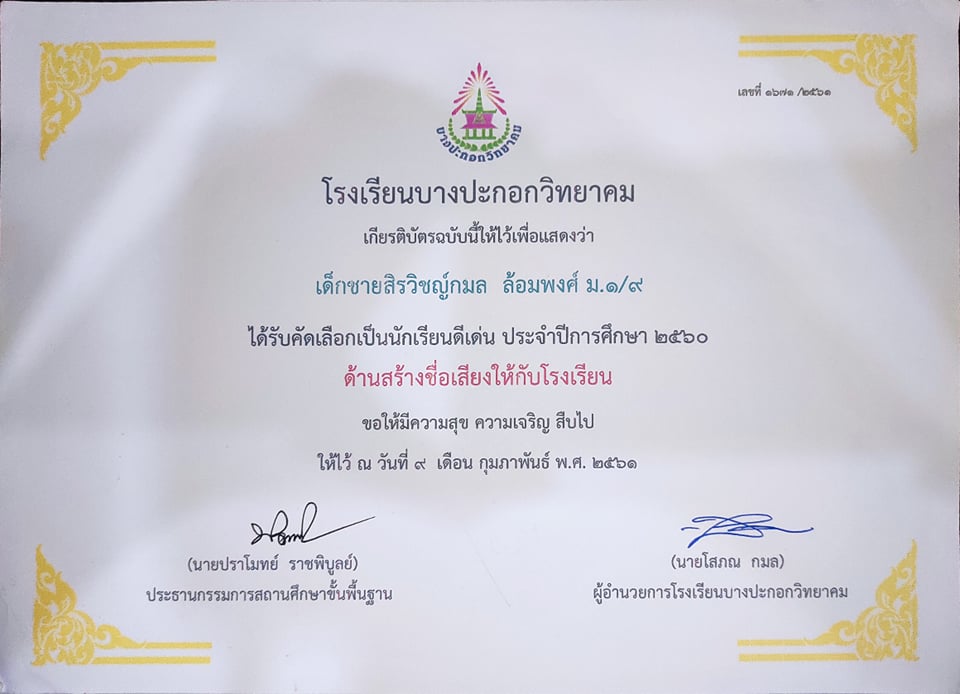 เลขที่ ๑๖๗๑ /๒๕๖๑
บางปะกอกวิทยาคม
โรงเรียนบางปะกอกวิทยาคม
เกียรติบัตรฉบับนี้ให้ไว้เพื่อแสดงว่า
เด็กชายสิรวิชญ์กมล ล้อมพงศ์ ม.๑/๙
ได้รับคัดเลือกเป็นนักเรียนดีเด่น ประจำปีการศึกษา ๒๕๖๐
ด้านสร้างชื่อเสียงให้กับโรงเรียน
ขอให้มีความสุข ความเจริญ สืบไป
ให้ไว้ ณ วันที่ ๙ เดือน กุมภาพันธ์ พ.ศ. ๒๕๖๑
(นายปราโมทย์ ราชพิบูลย์)
ประธานกรรมการสถานศึกษาขั้นพื้นฐาน
(นายโสภณ กมล)
ผู้อำนวยการโรงเรียนบางปะกอกวิทยาคม